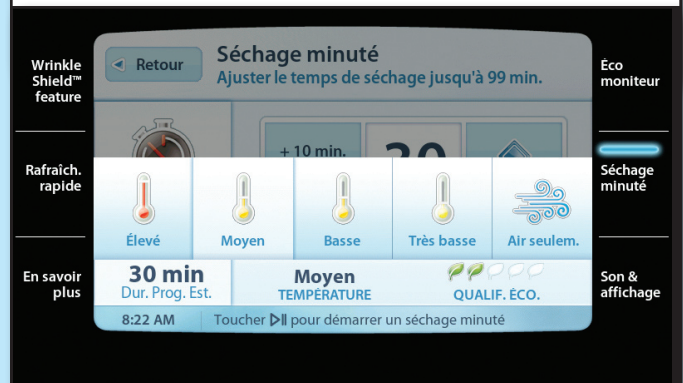 Wrinkle
Shield™
feature
Rafraîch.
rapide
En savoir
plus
Retour
Séchage minuté
Ajuster le temps de séchage jusqu'à 99 min.
+ 10 min.
Élevé
Moyen
Basse
Très basse
Air seulem.
30 min
Dur. Prog. Est.
Moyen
TEMPÉRATURE
QUALIF. ÉCO.
8:22 AM
Toucher ▷II pour démarrer un séchage minuté
Éco
moniteur
Séchage
minuté
Son &
affichage